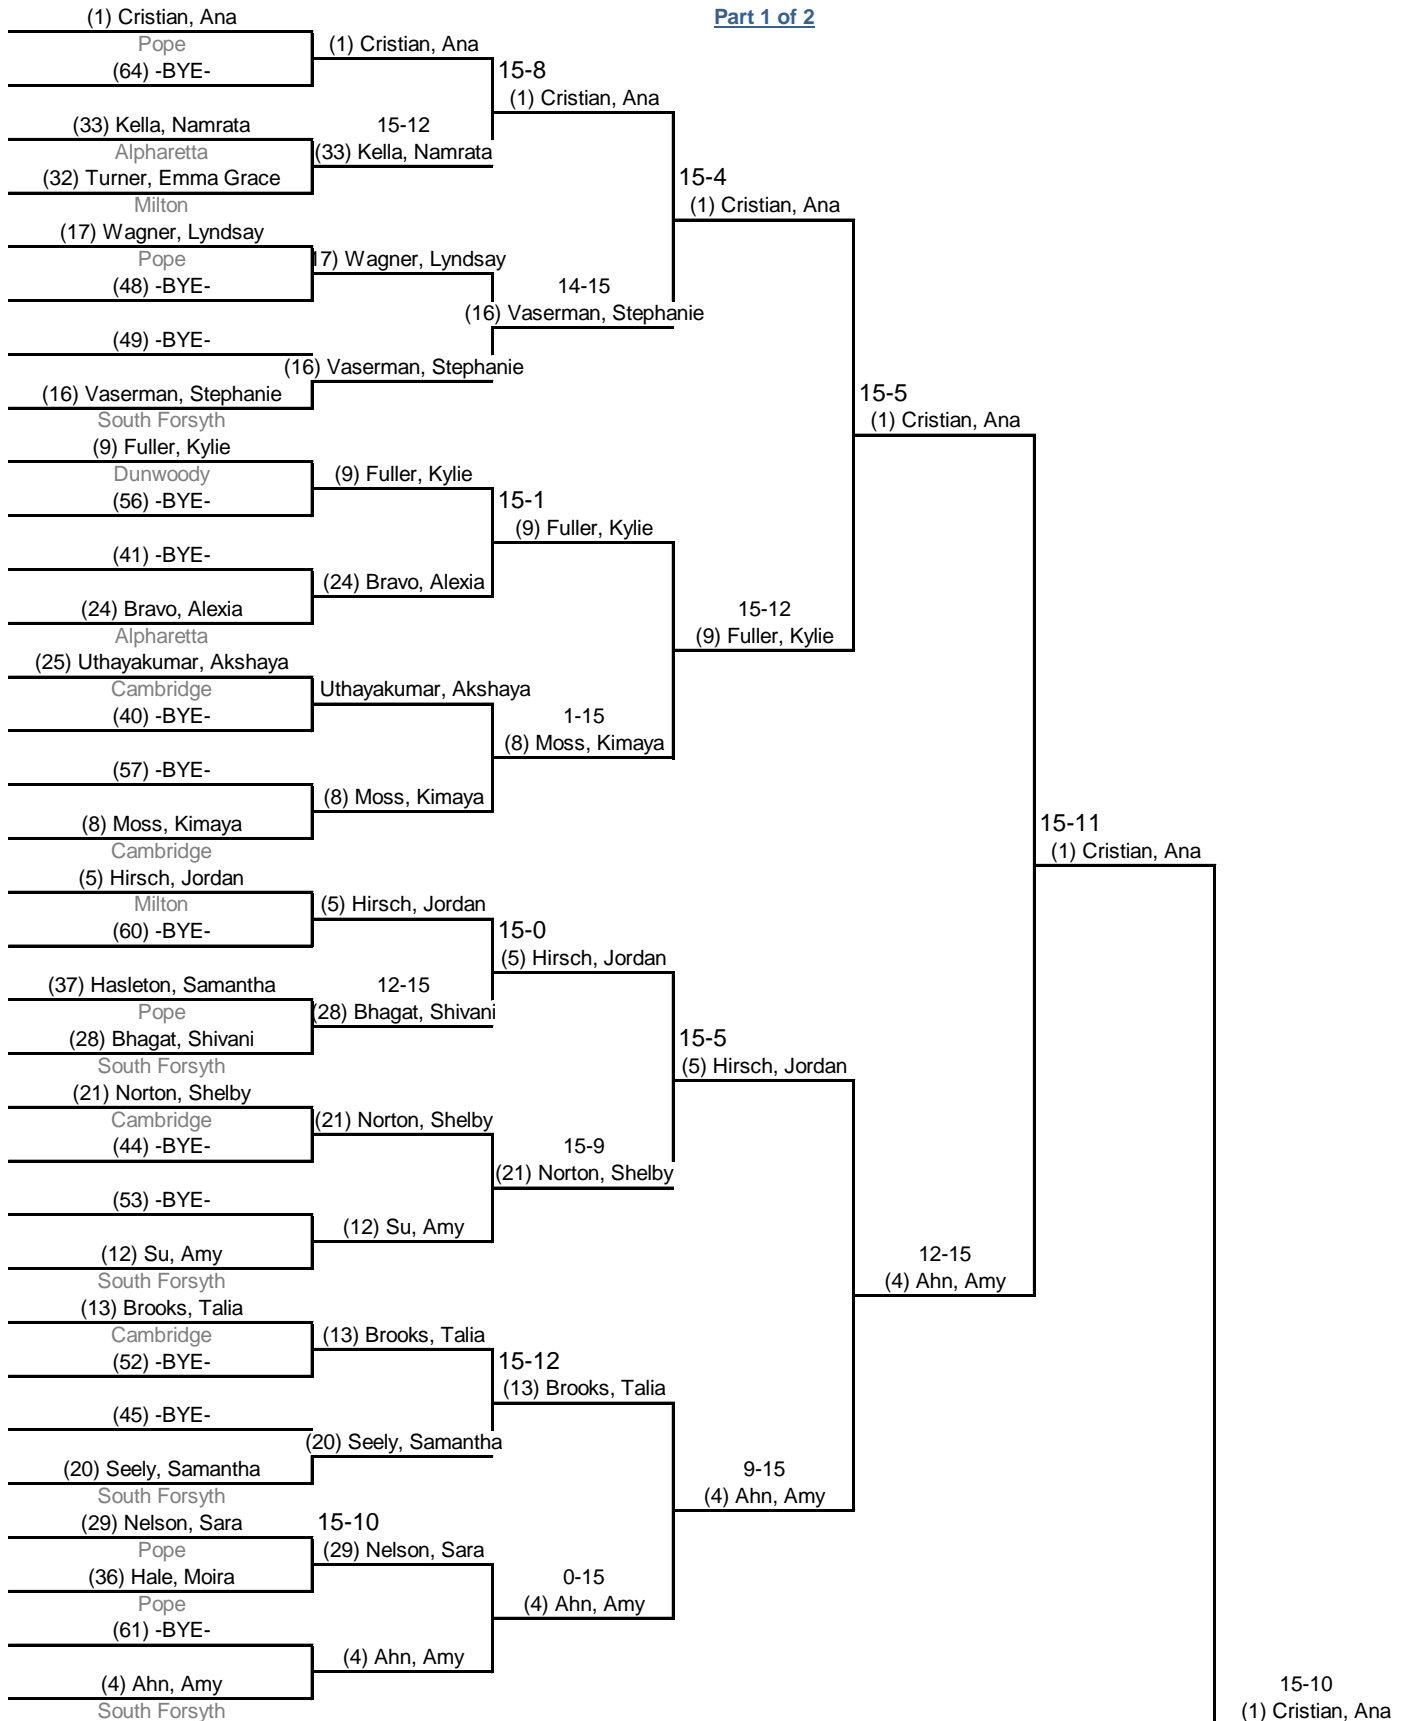 (1) Cristian, Ana
Part 1 of 2
Pope
(1) Cristian, Ana
(64) -BYE-
15-8
(1) Cristian, Ana
(33) Kella, Namrata
15-12
Alpharetta
(33) Kella, Namrata
(32) Turner, Emma Grace
15-4
Milton
(1) Cristian, Ana
(17) Wagner, Lyndsay
Pope
17) Wagner, Lyndsay
(48) -BYE-
14-15
(16) Vaserman, Stephanie
(49) -BYE-
(16) Vaserman, Stephanie
(16) Vaserman, Stephanie
15-5
South Forsyth
(1) Cristian, Ana
(9) Fuller, Kylie
Dunwoody
(9) Fuller, Kylie
(56) -BYE-
15-1
(9) Fuller, Kylie
(41) -BYE-
(24) Bravo, Alexia
(24) Bravo, Alexia
15-12
Alpharetta
(9) Fuller, Kylie
(25) Uthayakumar, Akshaya
Cambridge
Uthayakumar, Akshaya
(40) -BYE-
1-15
(8) Moss, Kimaya
(57) -BYE-
(8) Moss, Kimaya
(8) Moss, Kimaya
15-11
Cambridge
(1) Cristian, Ana
(5) Hirsch, Jordan
Milton
(5) Hirsch, Jordan
(60) -BYE-
15-0
(5) Hirsch, Jordan
(37) Hasleton, Samantha
12-15
Pope
(28) Bhagat, Shivani
(28) Bhagat, Shivani
15-5
South Forsyth
(5) Hirsch, Jordan
(21) Norton, Shelby
Cambridge
(21) Norton, Shelby
(44) -BYE-
15-9
(21) Norton, Shelby
(53) -BYE-
(12) Su, Amy
(12) Su, Amy
12-15
South Forsyth
(4) Ahn, Amy
(13) Brooks, Talia
Cambridge
(13) Brooks, Talia
(52) -BYE-
15-12
(13) Brooks, Talia
(45) -BYE-
(20) Seely, Samantha
(20) Seely, Samantha
9-15
South Forsyth
(4) Ahn, Amy
(29) Nelson, Sara
15-10
Pope
(29) Nelson, Sara
(36) Hale, Moira
0-15
Pope
(4) Ahn, Amy
(61) -BYE-
(4) Ahn, Amy
(4) Ahn, Amy
15-10
South Forsyth
(1) Cristian, Ana